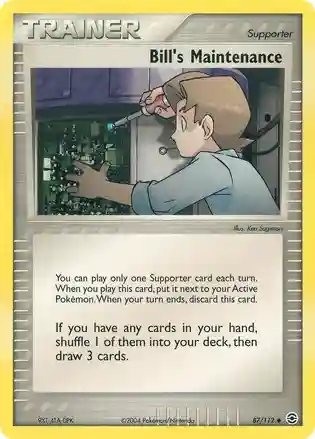 TRAINER
Supporter
Bill's Maintenance
Illus. Ken Sugimori
You can play only one Supporter card each turn.
When you play this card, put it next to your Active
Pokémon. When your turn ends, discard this card.
If you have any cards in your hand,
shuffle 1 of them into your deck, then
draw 3 cards.
©2004 Pokémon/Nintendo
87/112